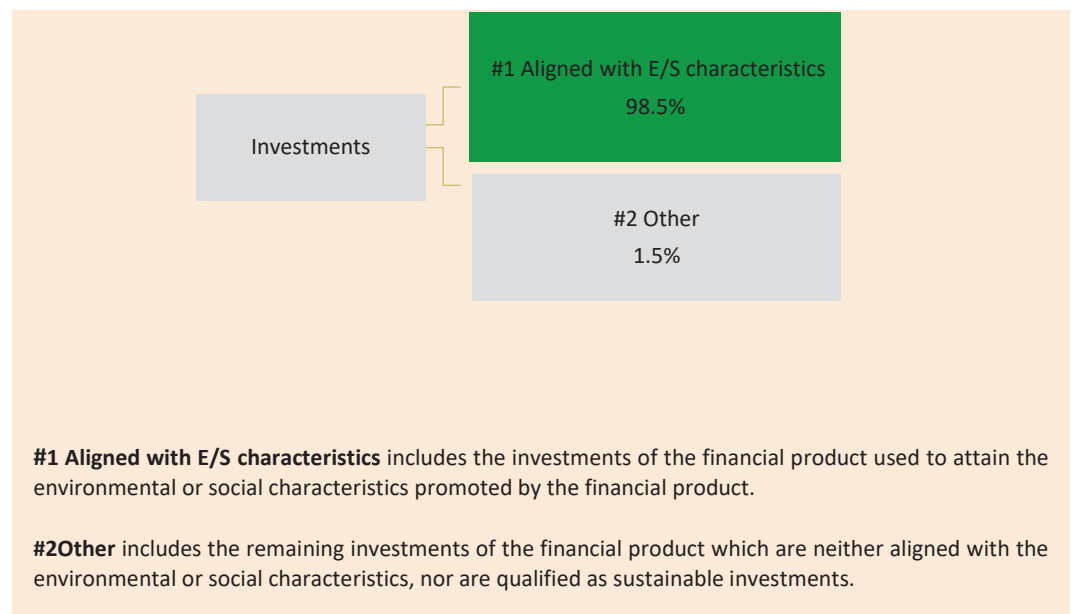 #1 Aligned with E/S characteristics
98.5%
Investments
#2 Other
1.5%
#1 Aligned with E/S characteristics includes the investments of the financial product used to attain the
environmental or social characteristics promoted by the financial product.
#2Other includes the remaining investments of the financial product which are neither aligned with the
environmental or social characteristics, nor are qualified as sustainable investments.